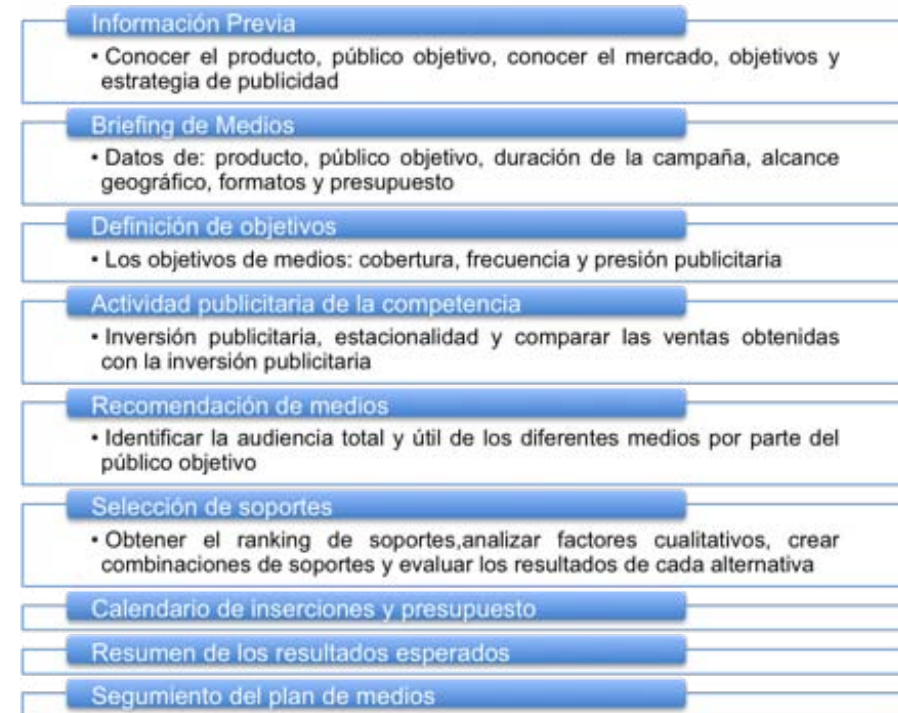 Información Previa
• Conocer el producto, público objetivo, conocer el mercado, objetivos y
estrategia de publicidad
Briefing de Medios
• Datos de: producto, público objetivo, duración de la campaña, alcance
geográfico, formatos y presupuesto
Definición de objetivos
• Los objetivos de medios: cobertura, frecuencia y presión publicitaria
Actividad publicitaria de la competencia
• Inversión publicitaria, estacionalidad y comparar las ventas obtenidas
con la inversión publicitaria
Recomendación de medios
• Identificar la audiencia total y útil de los diferentes medios por parte del
público objetivo
Selección de soportes
• Obtener el ranking de soportes,analizar factores cualitativos, crear
combinaciones de soportes y evaluar los resultados de cada alternativa
Calendario de inserciones y presupuesto
Resumen de los resultados esperados
Segumiento del plan de medios